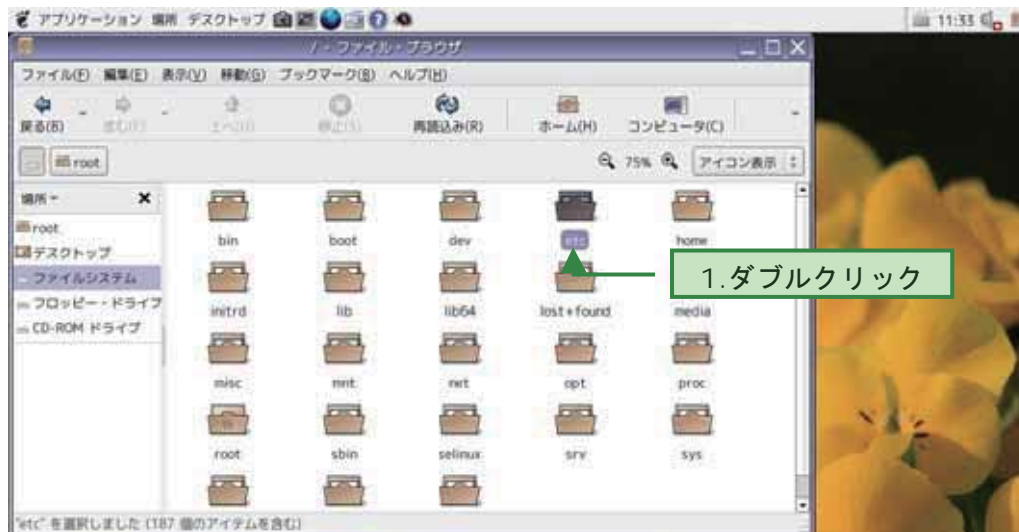 アプリケーション 場所 デスクトップ
11:33
/ - ファイル・ブラウザ
ファイル(F) 編集(E) 表示(V) 移動(G) ブックマーク(B) ヘルプ(H)
戻る(B) 進む(F) 上へ(U) 停止(S) 再読込み(R) ホーム(H) コンピュータ(C)
root
75%
アイコン表示
場所
root
デスクトップ
ファイルシステム
フロッピー・ドライブ
CD-ROM ドライブ
bin boot dev etc home
1.ダブルクリック
initrd lib lib64 lost+found media
misc mnt net opt proc
root sbin selinux srv sys
"etc" を選択しました (187 個のアイテムを含む)